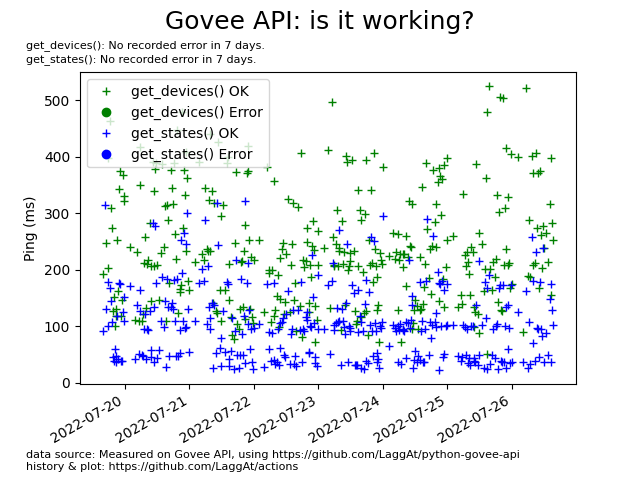 Govee API: is it working?
get_devices(): No recorded error in 7 days.
get_states(): No recorded error in 7 days.
get_devices() OK
get_devices() Error
get_states() OK
get_states() Error
Ping (ms)
500
400
300
200
100
0
2022-07-20
2022-07-21
2022-07-22
2022-07-23
2022-07-24
2022-07-25
2022-07-26
data source: Measured on Govee API, using https://github.com/LaggAt/python-govee-api
history & plot: https://github.com/LaggAt/actions